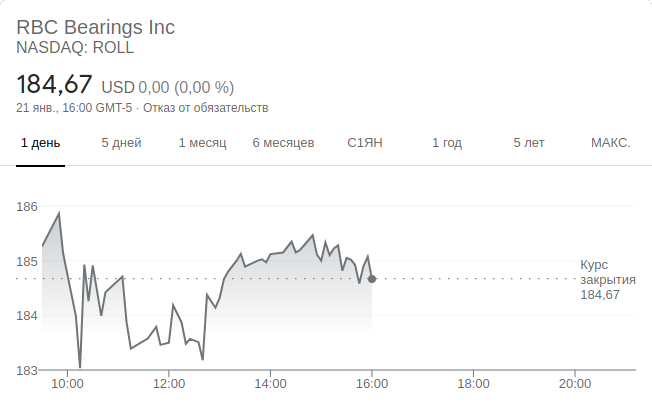 RBC Bearings Inc
NASDAQ: ROLL
184,67 USD 0,00 (0,00 %)
21 янв., 16:00 GMT-5 · Отказ от обязательств
1 день 5 дней 1 месяц 6 месяцев С1ЯН 1 год 5 лет МАКС.
186
185
184
183
Курс
закрытия
184,67
10:00 12:00 14:00 16:00 18:00 20:00